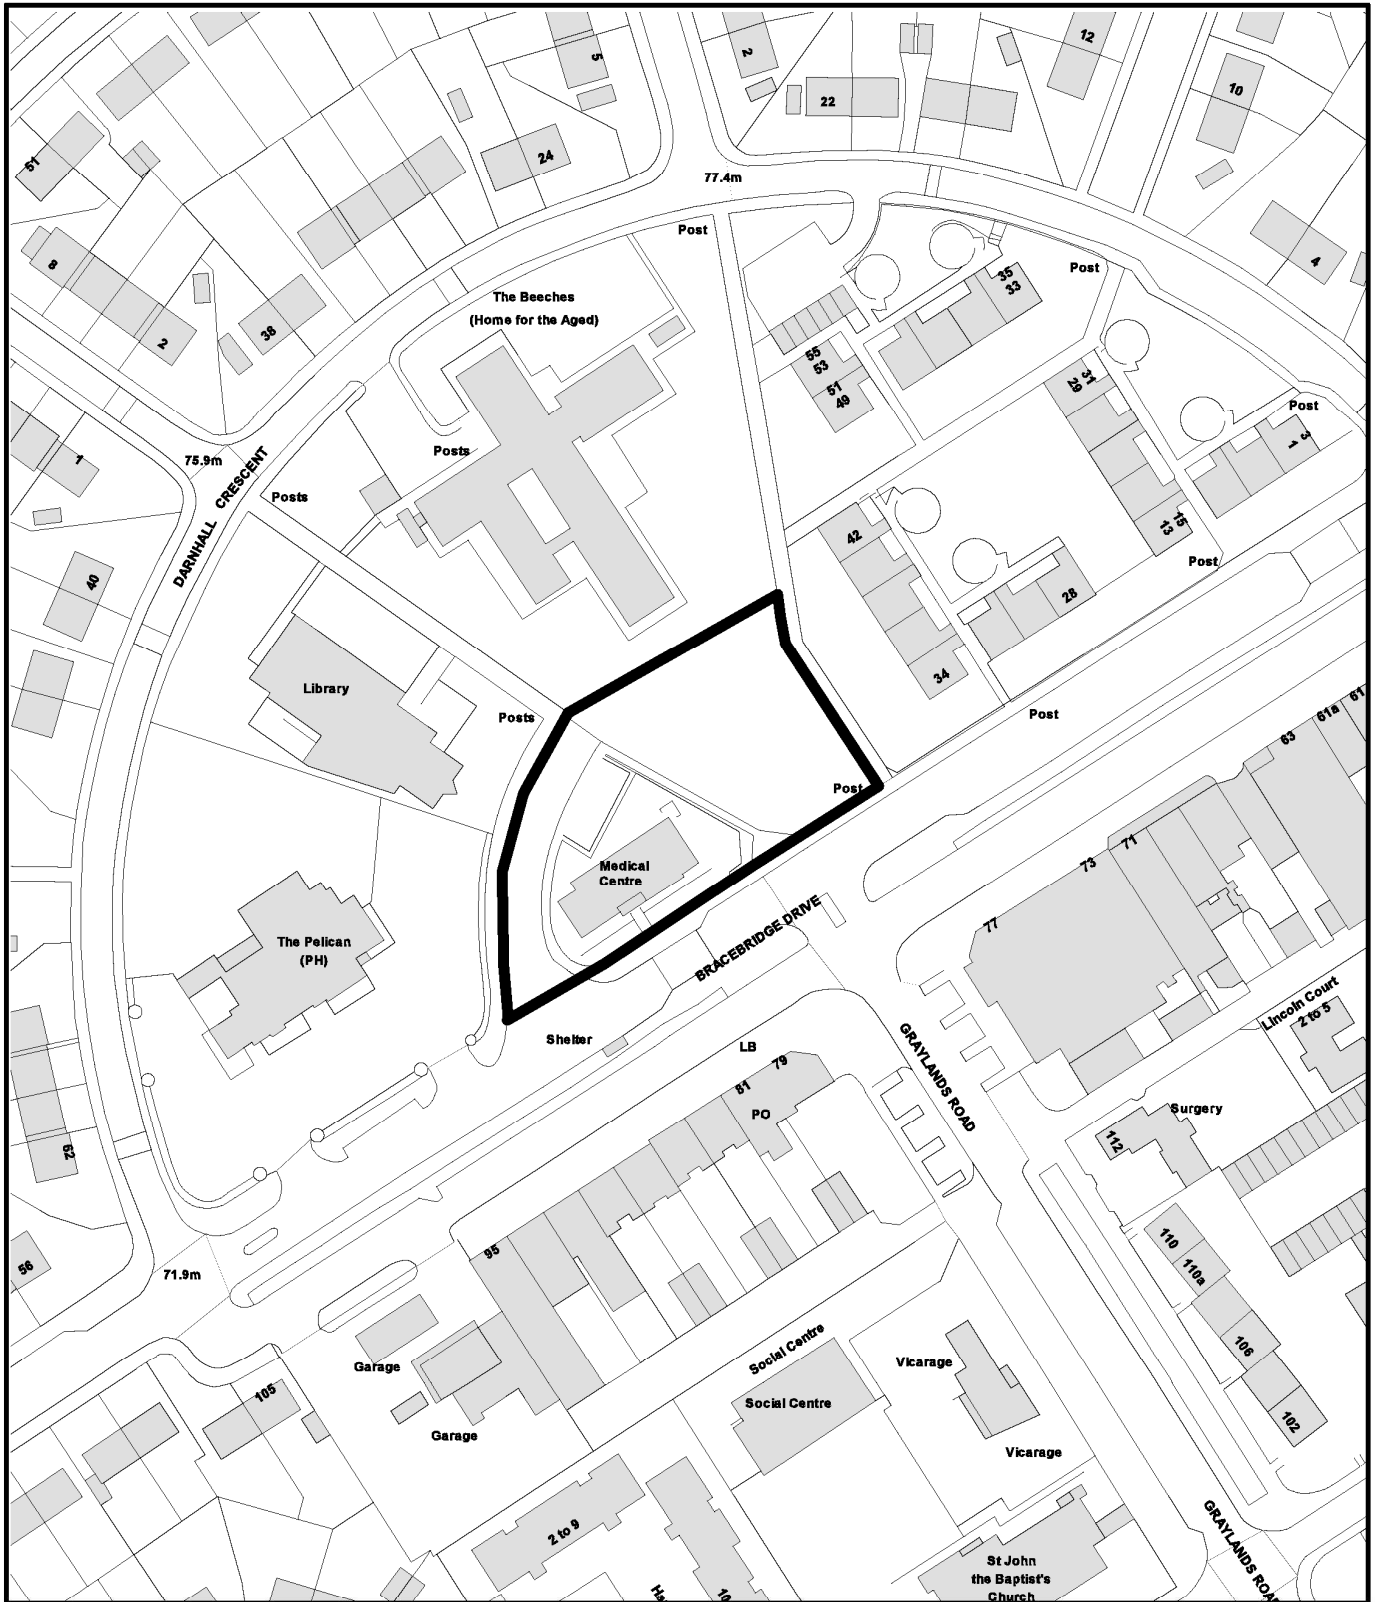 5
2
12
10
22
24
51
77.4m
Post
4
8
2
38
The Beeches
(Home for the Aged)
Post
35
33
55
53
51
49
31
29
Post
3
1
1
75.9m
DARNHALL CRESCENT
Posts
Posts
42
15
13
Post
40
28
34
Library
Posts
Post
61
61a
63
Post
Medical
Centre
71
73
77
BRACEBRIDGE DRIVE
The Pelican
(PH)
Lincoln Court
2 to 5
Shelter
LB
79
81
PO
GRAYLANDS ROAD
Surgery
112
62
56
71.9m
95
110
110a
106
102
Garage
Garage
105
Social Centre
Social Centre
Vicarage
Vicarage
2 to 9
10
St John
the Baptist's
Church
GRAYLANDS ROAD